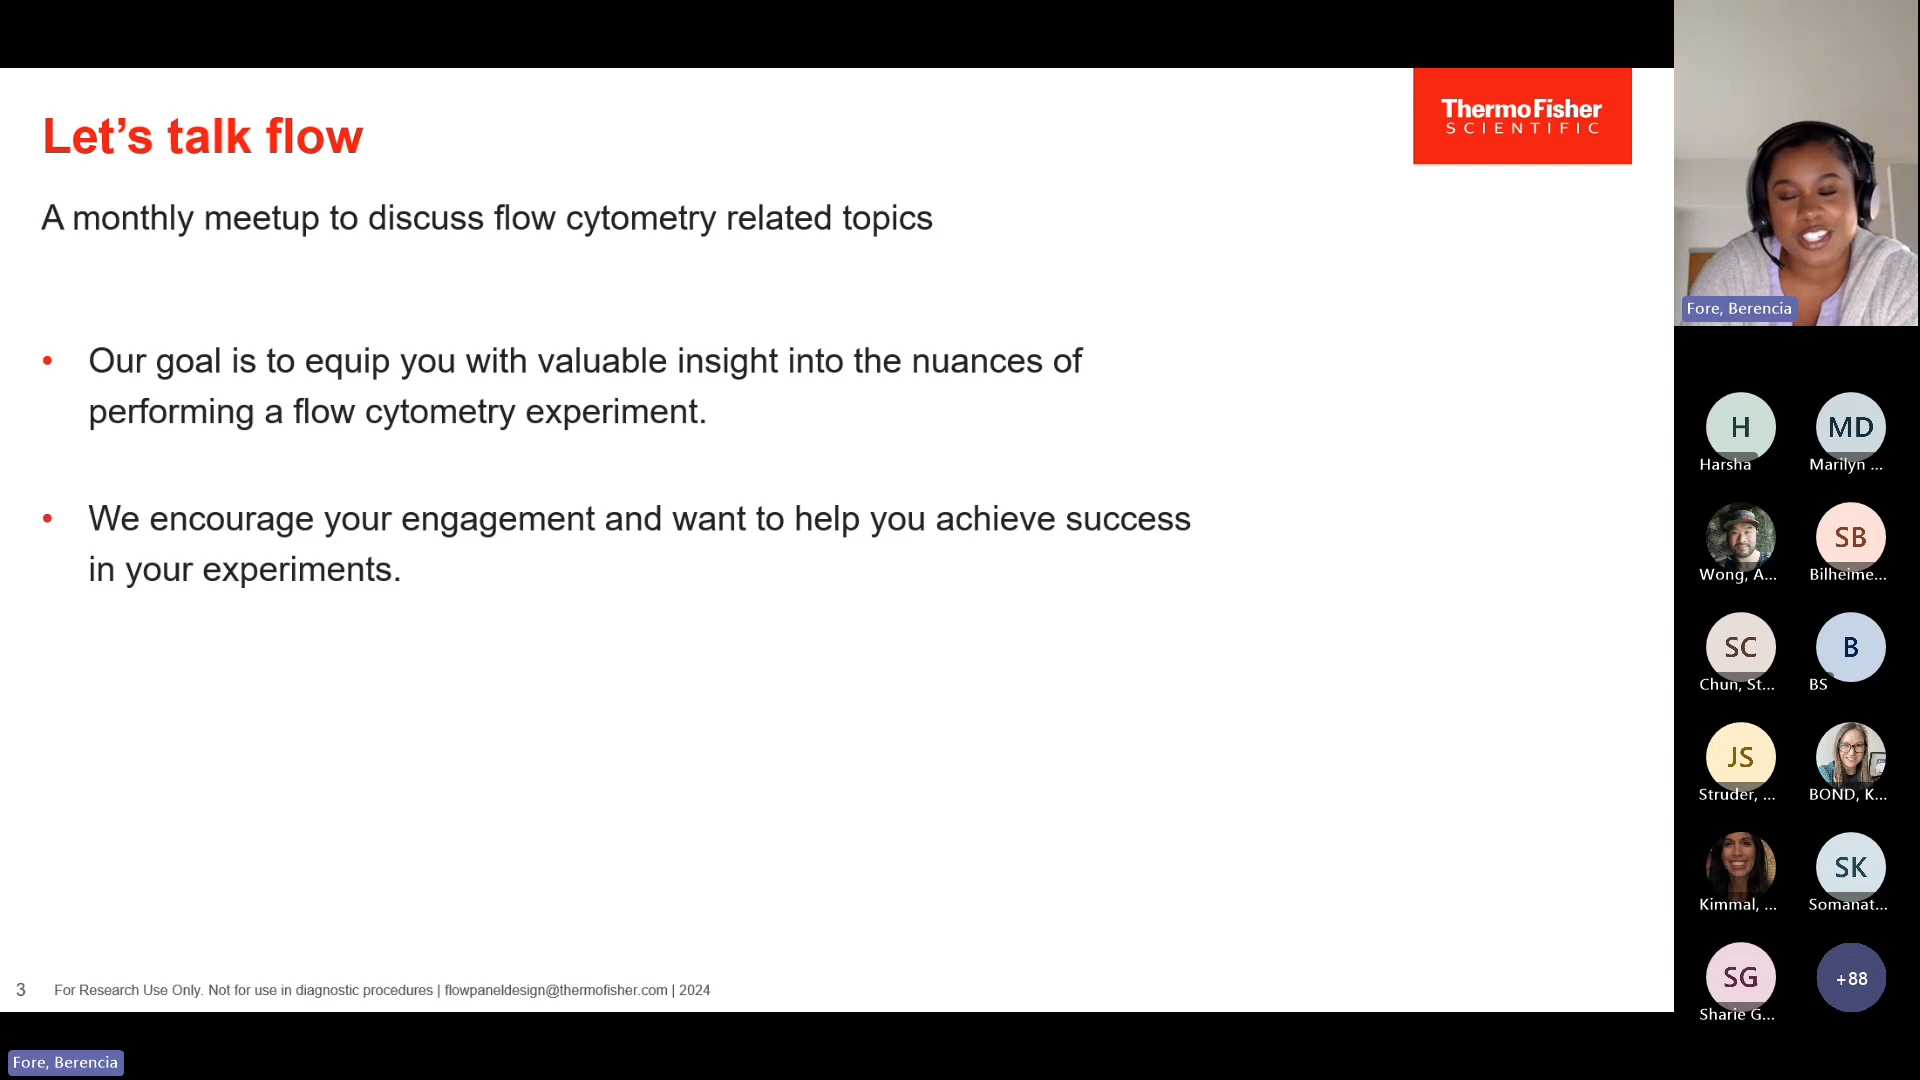 Let's talk flow
ThermoFisher
SCIENTIFIC
A monthly meetup to discuss flow cytometry related topics
• Our goal is to equip you with valuable insight into the nuances of
performing a flow cytometry experiment.
• We encourage your engagement and want to help you achieve success
in your experiments.
3 For Research Use Only. Not for use in diagnostic procedures | flowpaneldesign@thermofisher.com | 2024
Fore, Berencia
Fore, Berencia
H MD
Harsha Marilyn ...
SB
Wong, A... Bilheime...
SC B
Chun, St... BS
JS
Struder, ... BOND, K...
SK
Kimmal, ... Somanat...
SG +88
Sharie G...